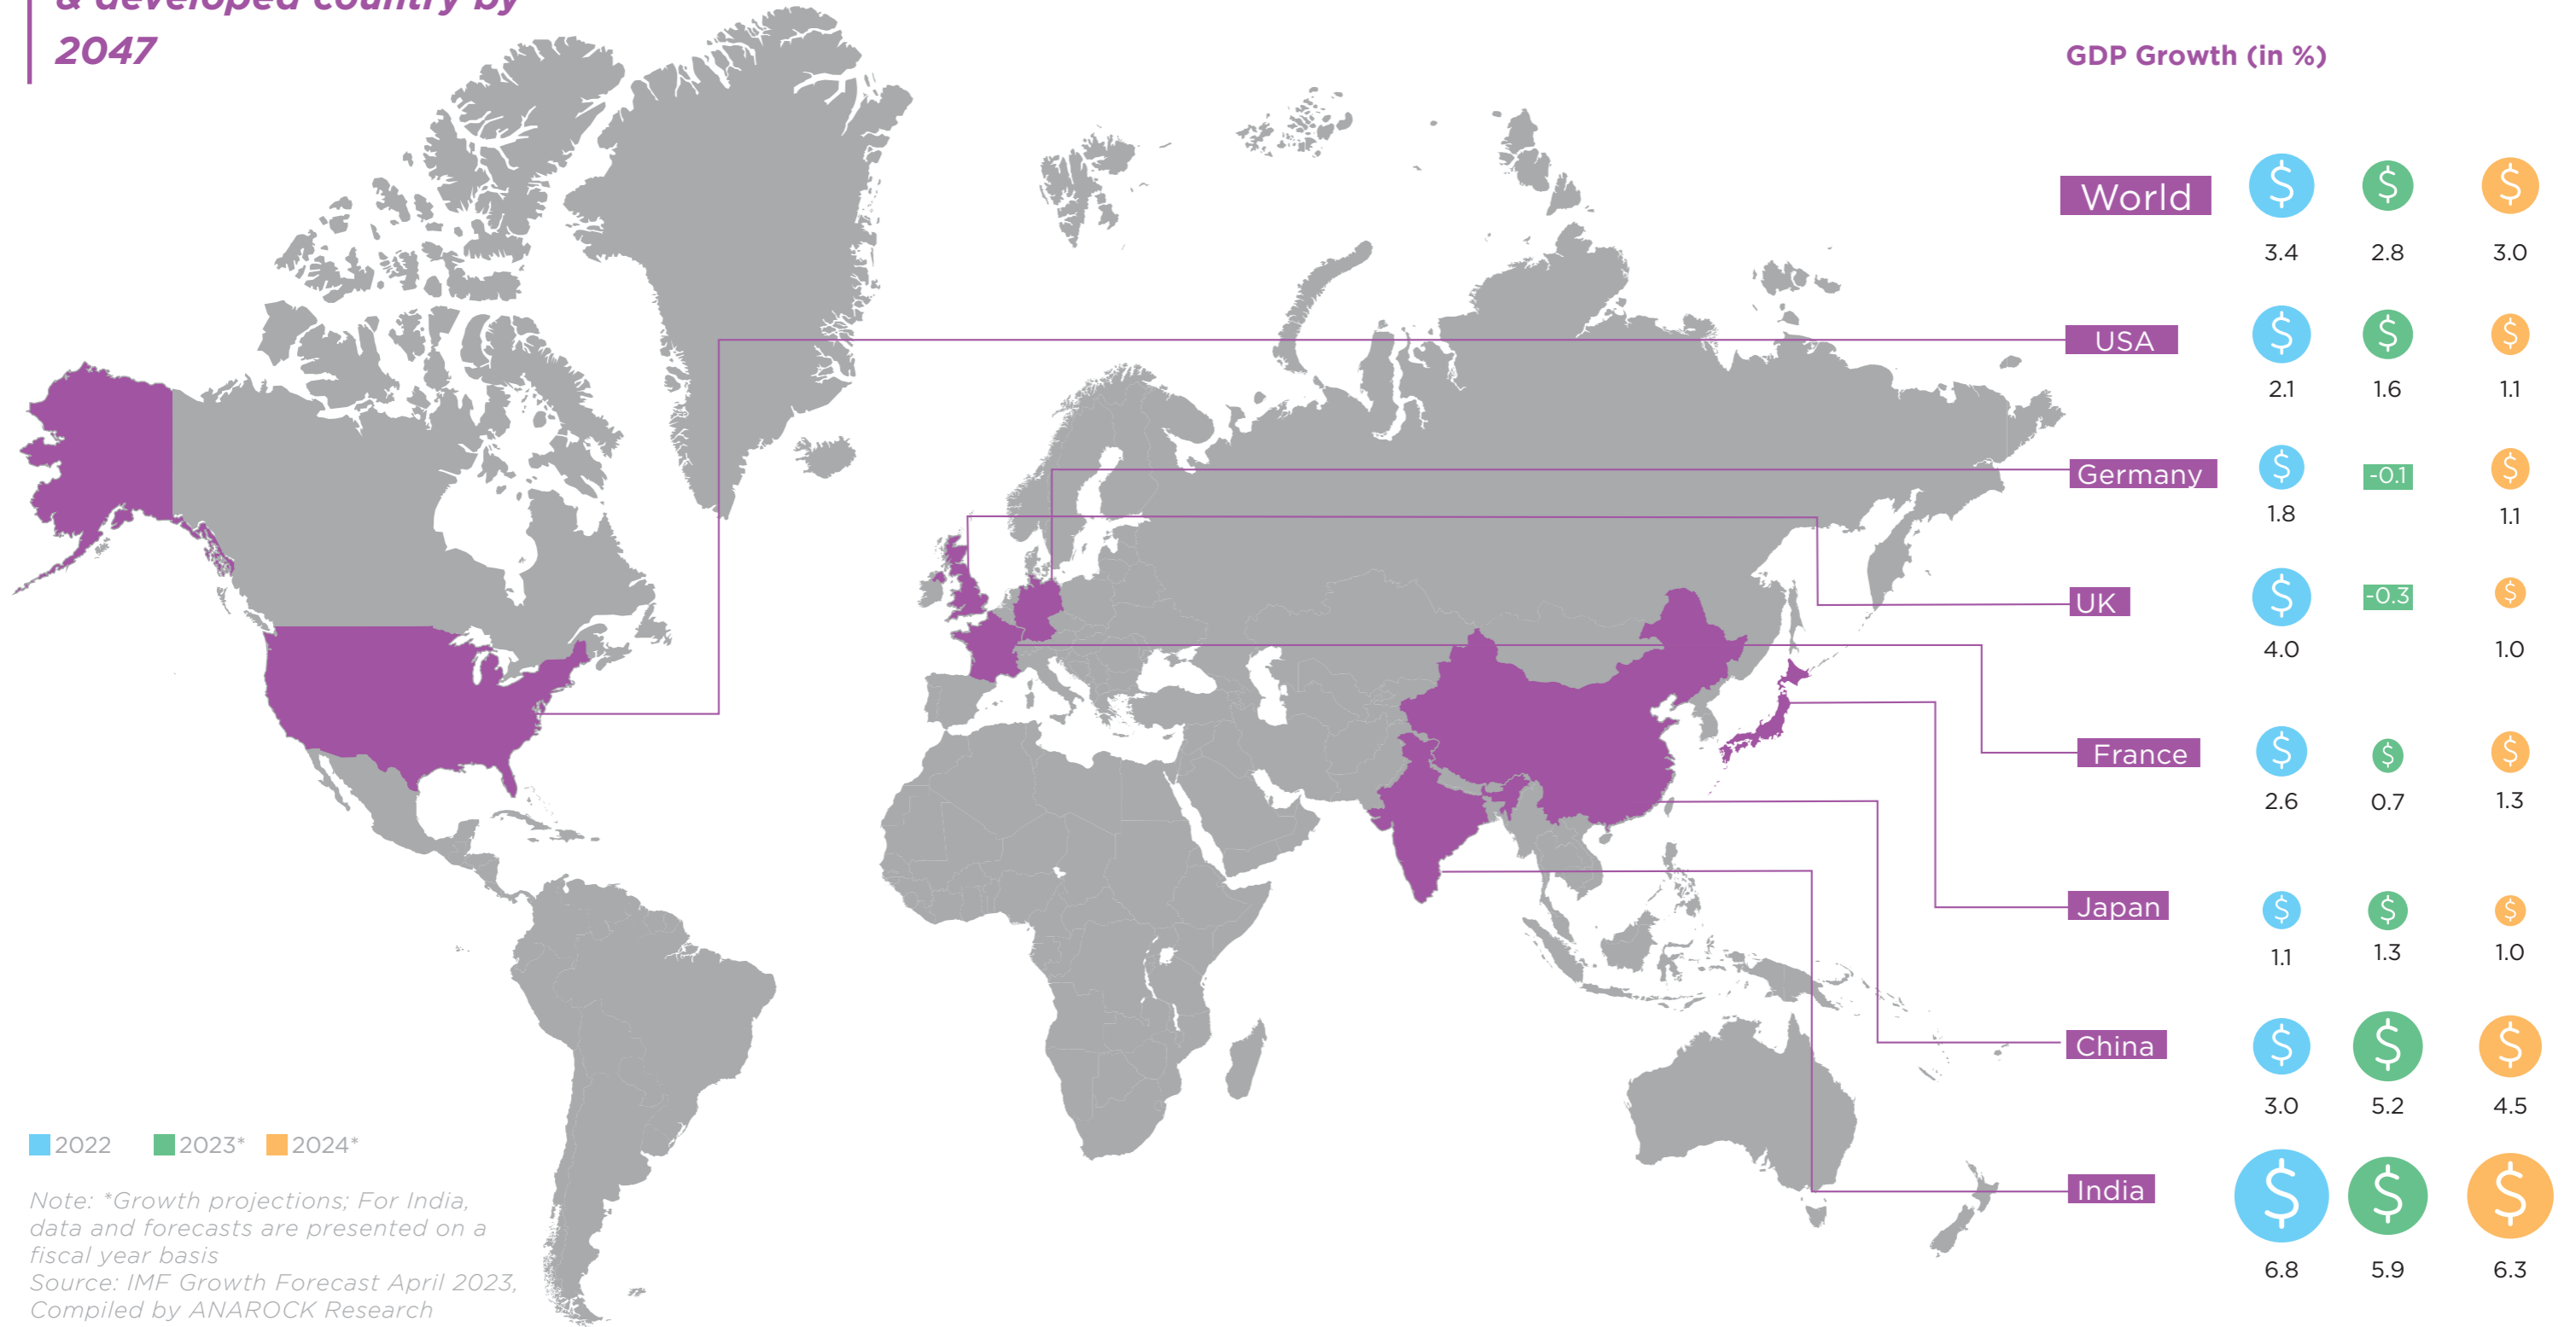 & developed country by
2047
GDP Growth (in %)
World
3.4 2.8 3.0
USA
2.1 1.6 1.1
Germany
-0.1
1.8 1.1
UK
-0.3
4.0 1.0
France
2.6 0.7 1.3
Japan
1.1 1.3 1.0
China
3.0 5.2 4.5
India
6.8 5.9 6.3
2022 2023* 2024*
Note: *Growth projections; For India,
data and forecasts are presented on a
fiscal year basis
Source: IMF Growth Forecast April 2023,
Compiled by ANAROCK Research